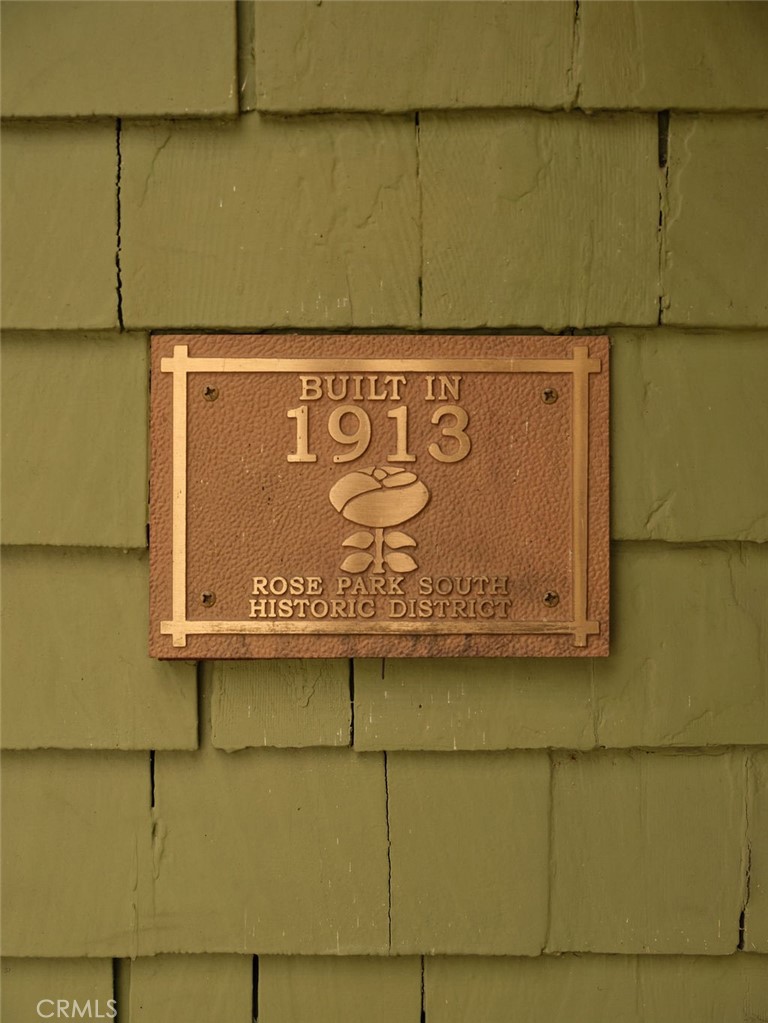 BUILT IN
1913
ROSE PARK SOUTH
HISTORIC DISTRICT
CRMLS